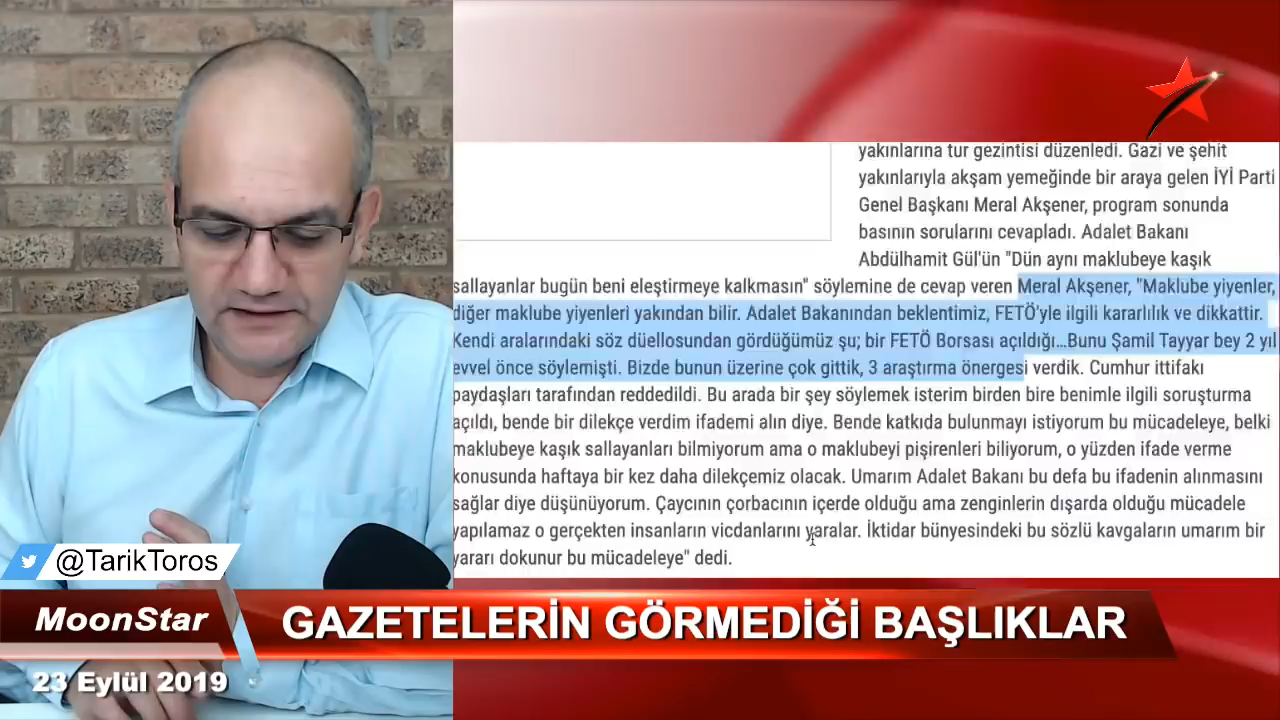 yakınlarına tur gezintisi düzenledi. Gazi ve şehit
yakınlarıyla akşam yemeğinde bir araya gelen İYİ Parti
Genel Başkanı Meral Akşener, program sonunda
basının sorularını cevapladı. Adalet Bakanı
Abdülhamit Gül'ün "Dün aynı maklubeye kaşık
sallayanlar bugün beni eleştirmeye kalkmasın" söylemine de cevap veren Meral Akşener, "Maklube yiyenler,
diğer maklube yiyenleri yakından bilir. Adalet Bakanından beklentimiz, FETÖ'yle ilgili kararlılık ve dikkattir.
Kendi aralarındaki söz düellosundan gördüğümüz şu; bir FETÖ Borsası açıldığı...Bunu Şamil Tayyar bey 2 yıl
evvel önce söylemişti. Bizde bunun üzerine çok gittik, 3 araştırma önergesi verdik. Cumhur ittifakı
paydaşları tarafından reddedildi. Bu arada bir şey söylemek isterim birden bire benimle ilgili soruşturma
açıldı, bende bir dilekçe verdim ifademi alın diye. Bende katkıda bulunmayı istiyorum bu mücadeleye, belki
maklubeye kaşık sallayanları bilmiyorum ama o maklubeyi pişirenleri biliyorum, o yüzden ifade verme
konusunda haftaya bir kez daha dilekçemiz olacak. Umarım Adalet Bakanı bu defa bu ifadenin alınmasını
sağlar diye düşünüyorum. Çaycının çorbacının içerde olduğu ama zenginlerin dışarda olduğu mücadele
yapılamaz o gerçekten insanların vicdanlarını yaralar. İktidar bünyesindeki bu sözlü kavgaların umarım bir
yararı dokunur bu mücadeleye" dedi.
@TarikToros
MoonStar
GAZETELERİN GÖRMEDİĞİ BAŞLIKLAR
23 Eylül 2019